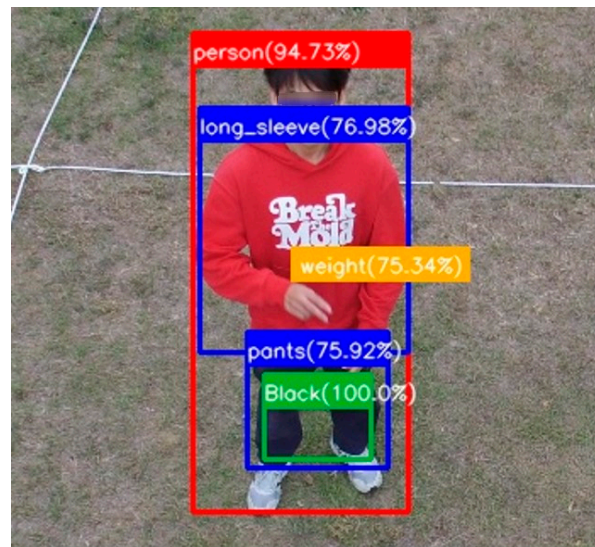 person(94.73%)
long_sleeve(76.98%)
Break
The
Mold
weight(75.34%)
pants(75.92%)
Black(100.0%)